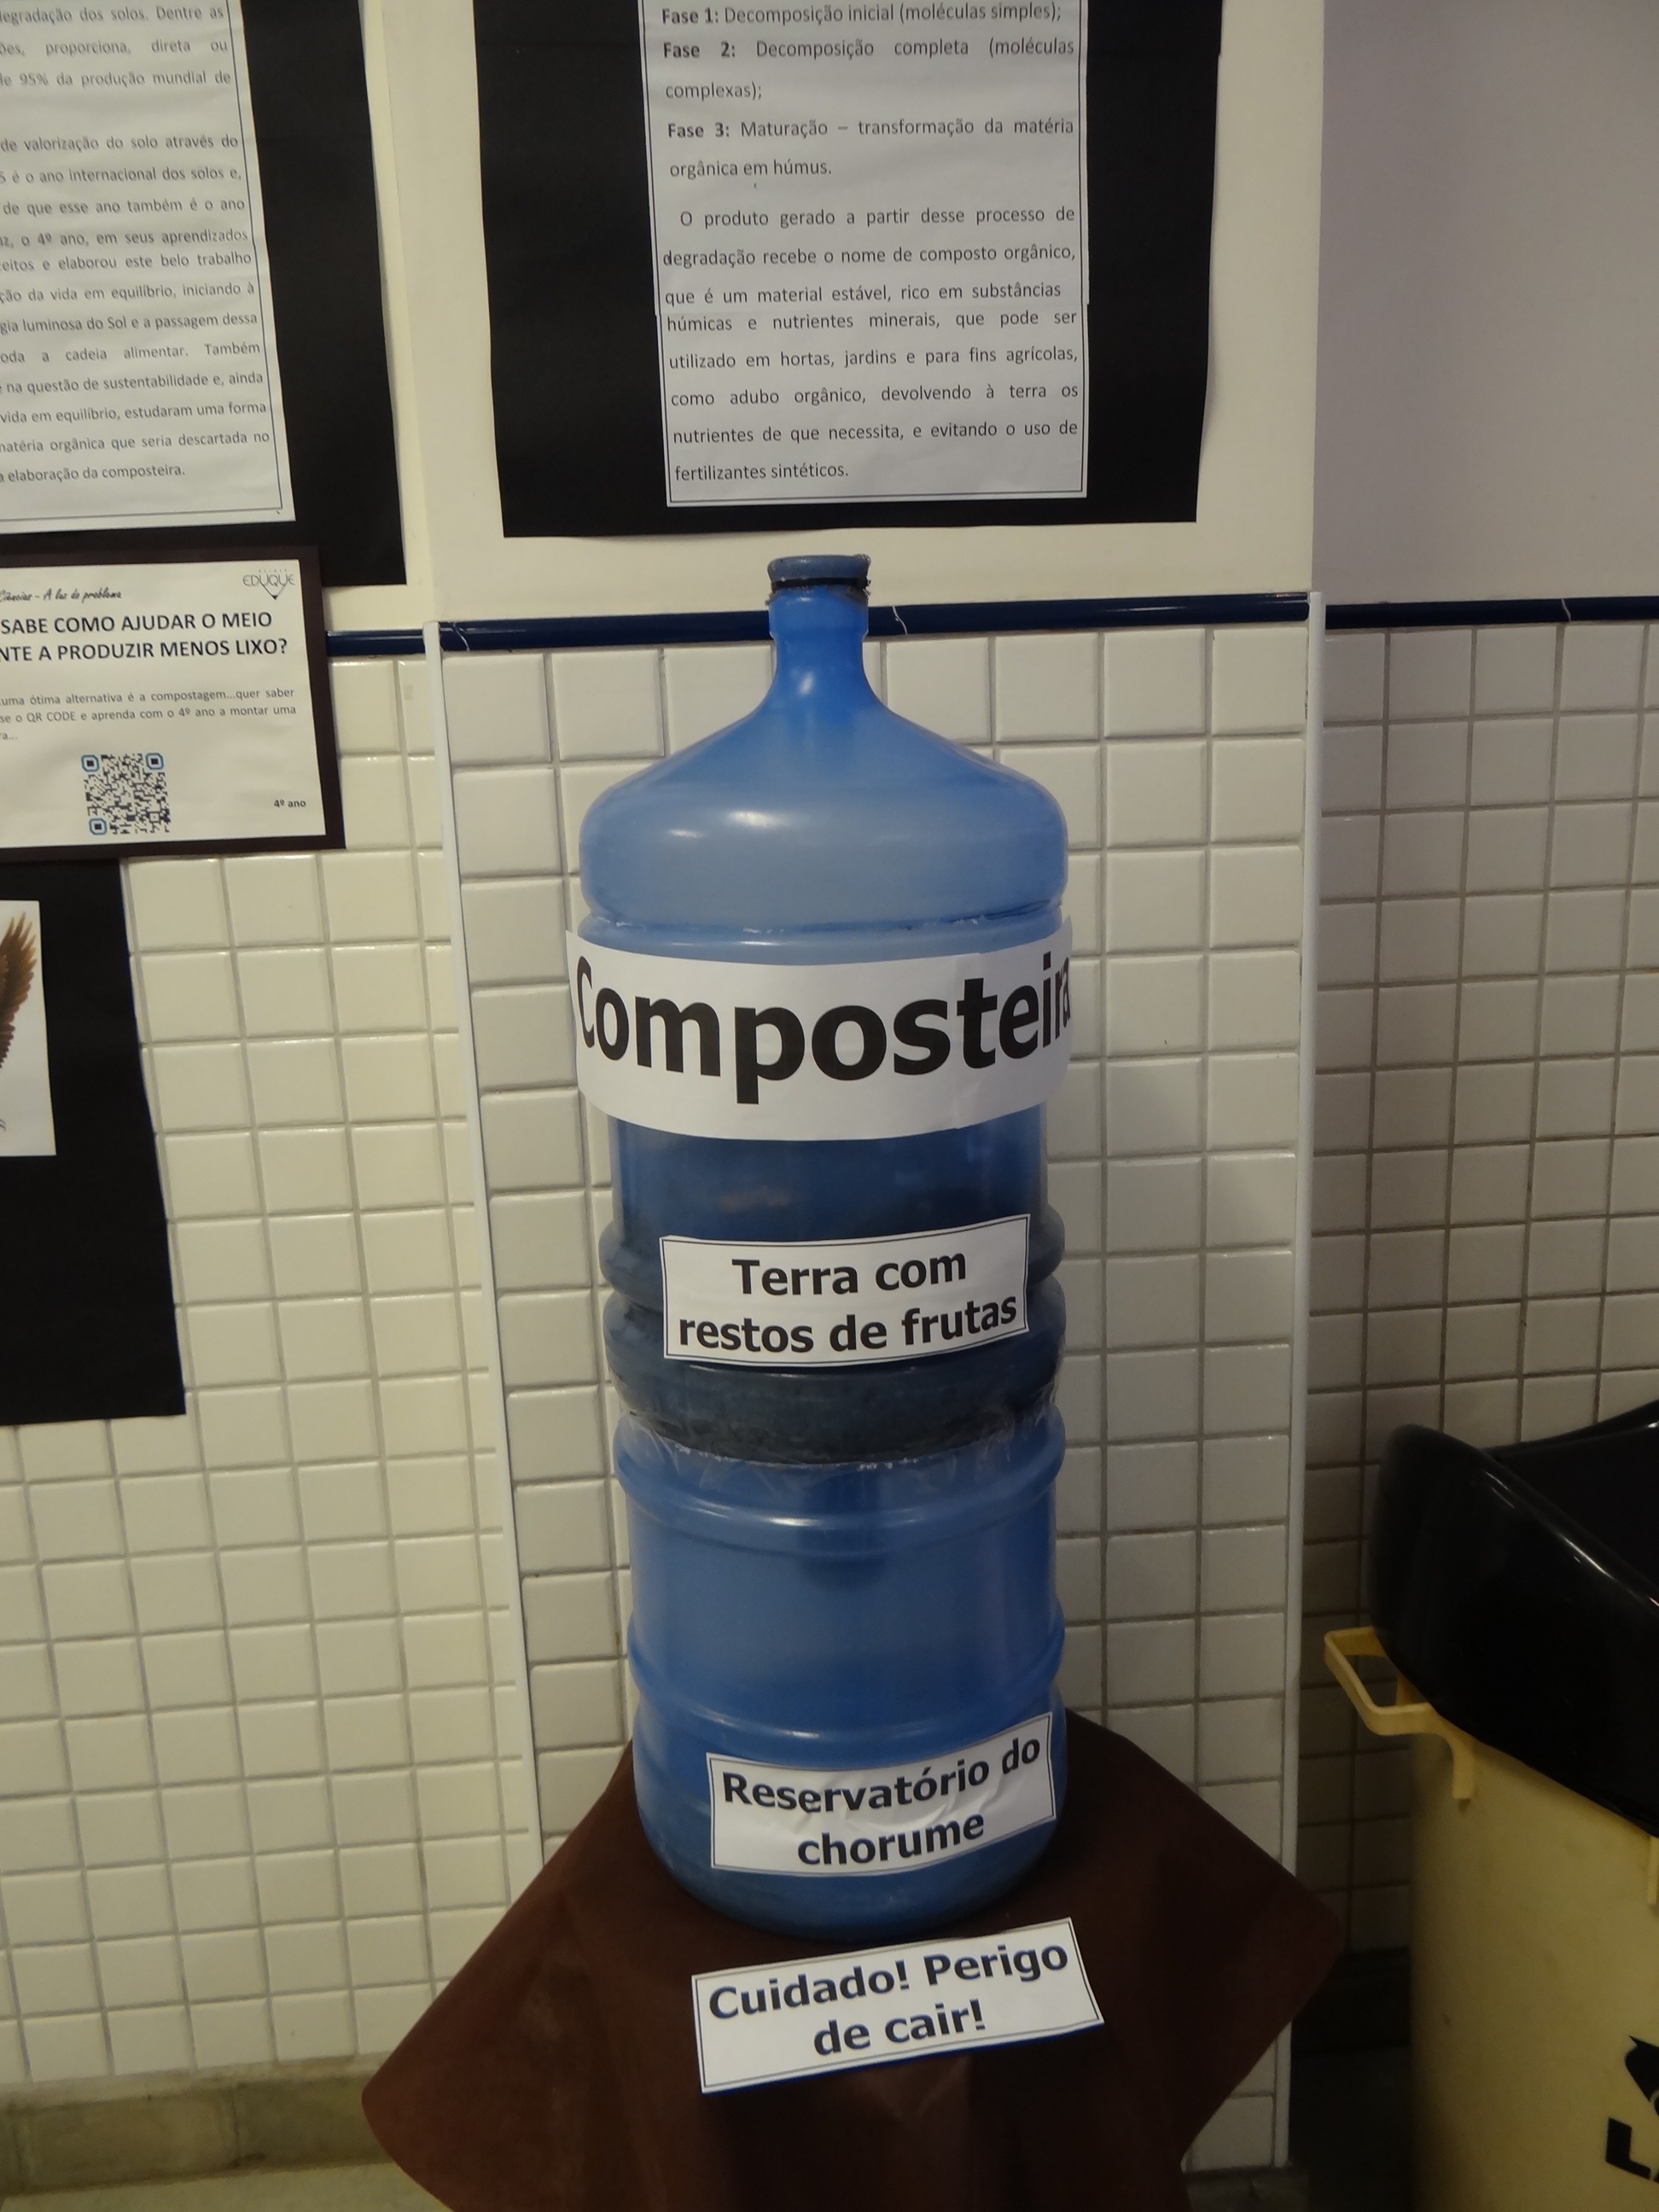 degradação dos solos. Dentre as
proporciona, direta ou
95% da produção mundial de
de valorização do solo através do
é o ano internacional dos solos e,
de que esse ano também é o ano
o 4º ano, em seus aprendizados
e elaborou este belo trabalho
da vida em equilíbrio, iniciando à
luminosa do Sol e a passagem dessa
a cadeia alimentar. Também
na questão de sustentabilidade e, ainda
vida em equilíbrio, estudaram uma forma
matéria orgânica que seria descartada no
elaboração da composteira.
Fase 1: Decomposição inicial (moléculas simples);
Fase 2: Decomposição completa (moléculas
complexas);
Fase 3: Maturação – transformação da matéria
orgânica em húmus.
O produto gerado a partir desse processo de
degradação recebe o nome de composto orgânico,
que é um material estável, rico em substâncias
húmicas e nutrientes minerais, que pode ser
utilizado em hortas, jardins e para fins agrícolas,
como adubo orgânico, devolvendo à terra os
nutrientes de que necessita, e evitando o uso de
fertilizantes sintéticos.
EDUQUE
Ciências - A luz do problema
SABE COMO AJUDAR O MEIO
A PRODUZIR MENOS LIXO?
uma ótima alternativa é a compostagem...quer saber
o QR CODE e aprenda com o 4º ano a montar uma
4º ano
Composteira
Terra com
restos de frutas
Reservatório do
chorume
Cuidado! Perigo
de cair!